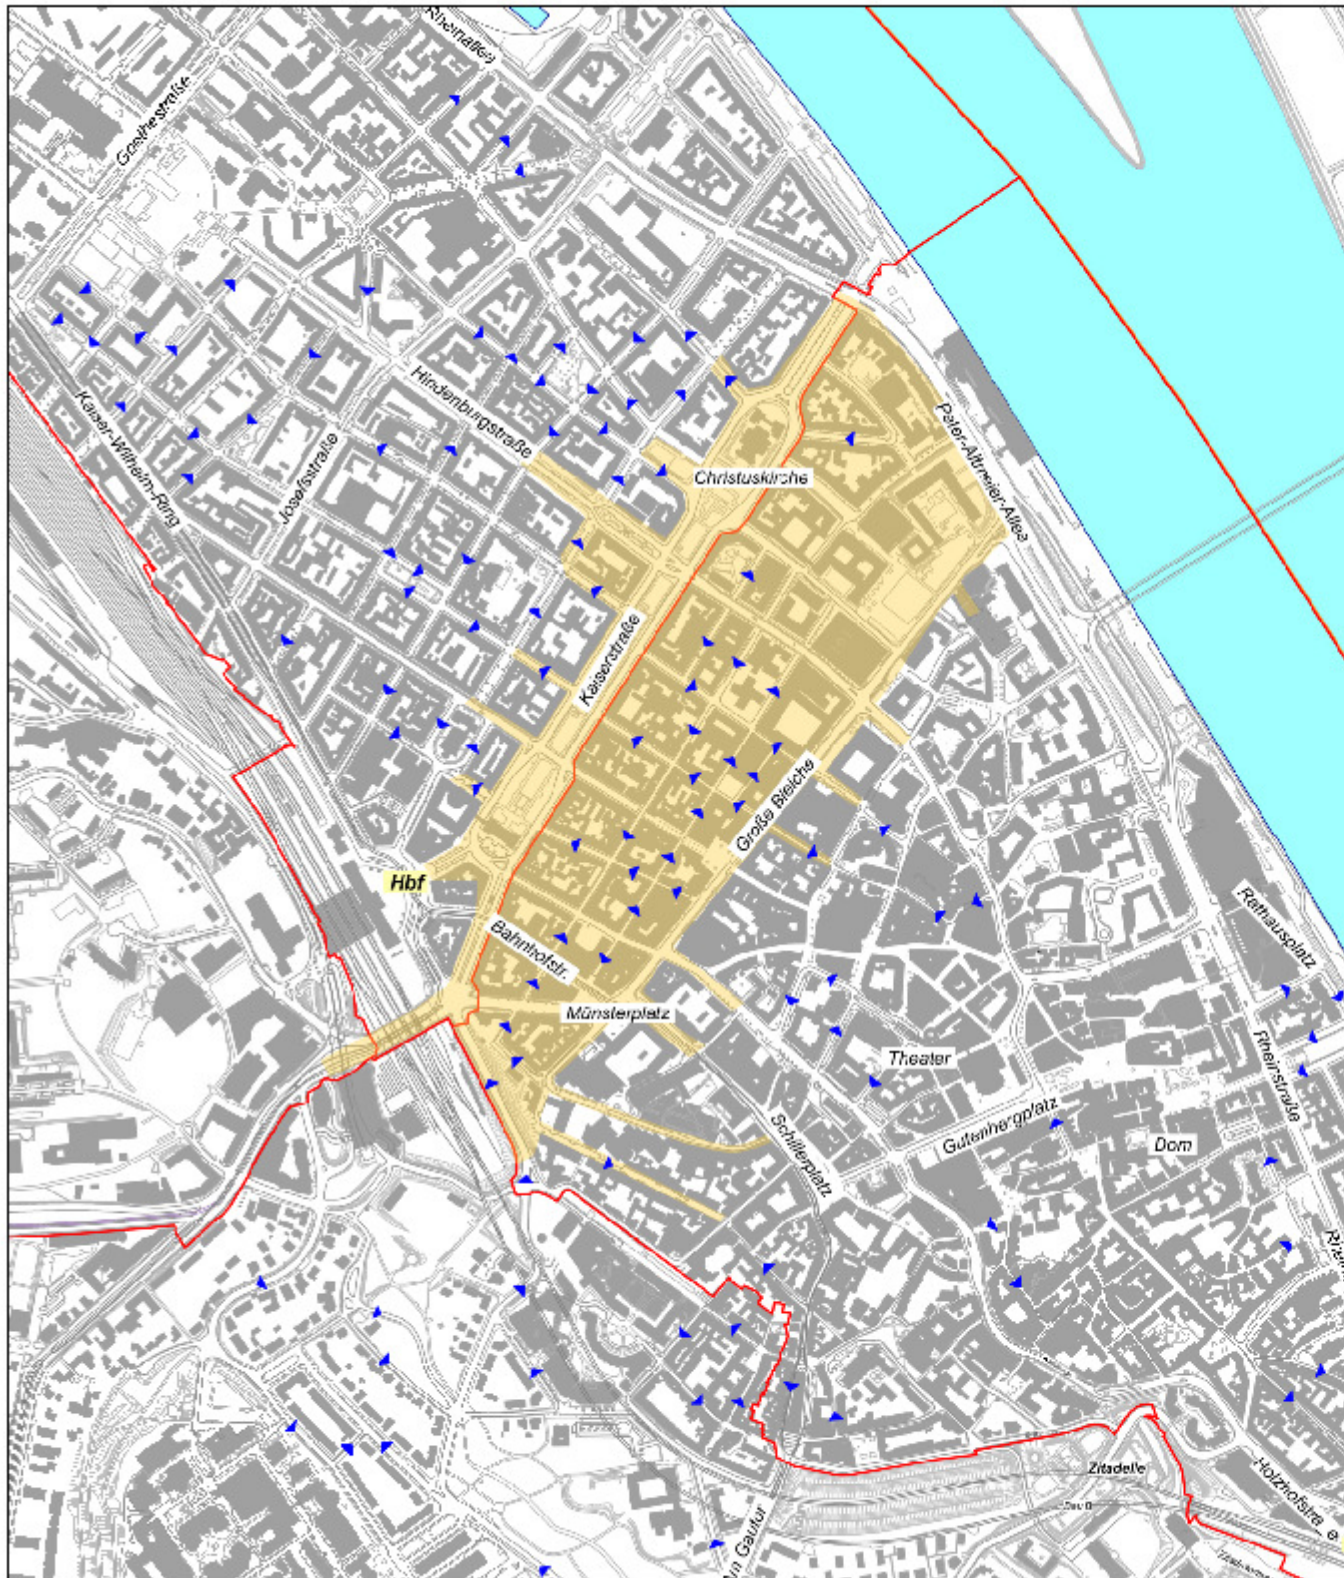 Rheinallee
Goethestraße
Hindenburgstraße
Kaiser-Wilhelm-Ring
Josefsstraße
Christuskirche
Peter-Altmeier-Allee
Kaiserstraße
Große Bleiche
Hbf
Bahnhofstr.
Münsterplatz
Rathausplatz
Theater
Rheinstraße
Gutenbergplatz
Dom
Schillerplatz
Zitadelle
Bau B